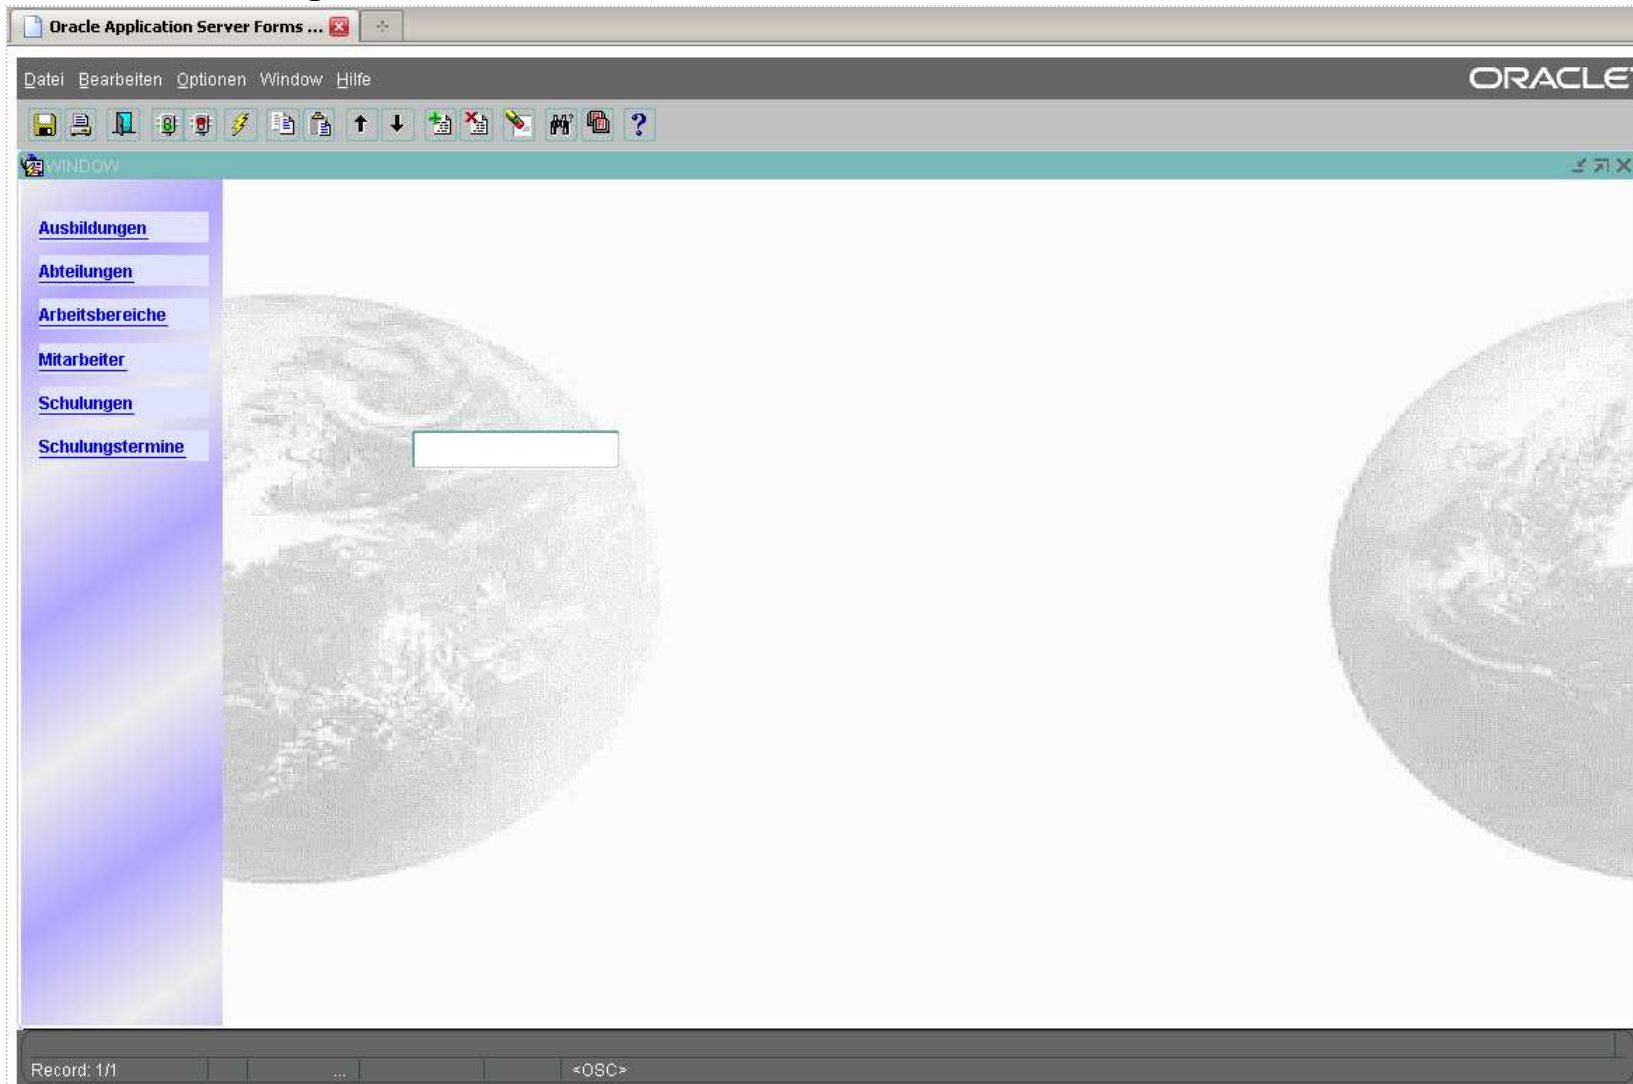 Oracle Application Server Forms ...
Datei Bearbeiten Optionen Window Hilfe ORACLE
WINDOW
Ausbildungen
Abteilungen
Arbeitsbereiche
Mitarbeiter
Schulungen
Schulungstermine
Record: 1/1 ... <OSC>